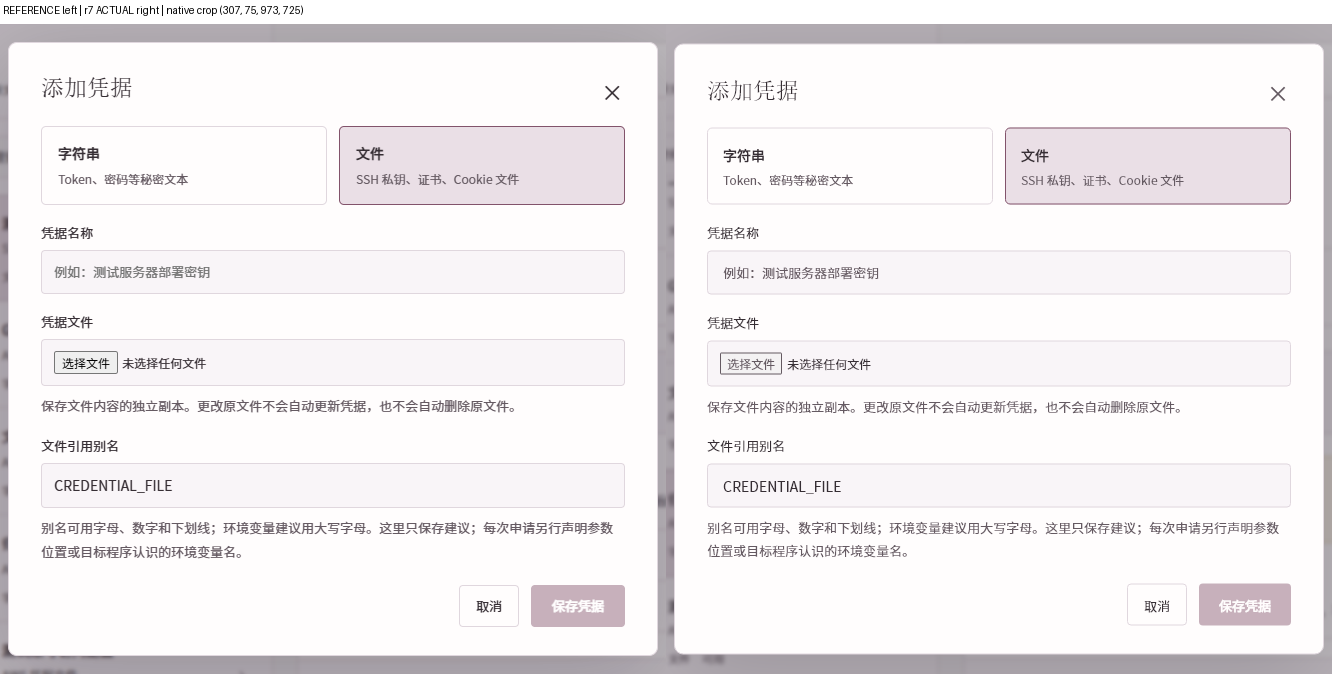 REFERENCE left | r7 ACTUAL right | native crop (307, 75, 973, 725)
添加凭据
字符串
Token、密码等秘密文本
文件
SSH 私钥、证书、Cookie 文件
凭据名称
例如：测试服务器部署密钥
凭据文件
选择文件 未选择任何文件
保存文件内容的独立副本。更改原文件不会自动更新凭据，也不会自动删除原文件。
文件引用别名
CREDENTIAL_FILE
别名可用字母、数字和下划线；环境变量建议用大写字母。这里只保存建议；每次申请另行声明参数
位置或目标程序认识的环境变量名。
取消
保存凭据
添加凭据
字符串
Token、密码等秘密文本
文件
SSH 私钥、证书、Cookie 文件
凭据名称
例如：测试服务器部署密钥
凭据文件
选择文件 未选择任何文件
保存文件内容的独立副本。更改原文件不会自动更新凭据，也不会自动删除原文件。
文件引用别名
CREDENTIAL_FILE
别名可用字母、数字和下划线；环境变量建议用大写字母。这里只保存建议；每次申请另行声明参数
位置或目标程序认识的环境变量名。
取消
保存凭据